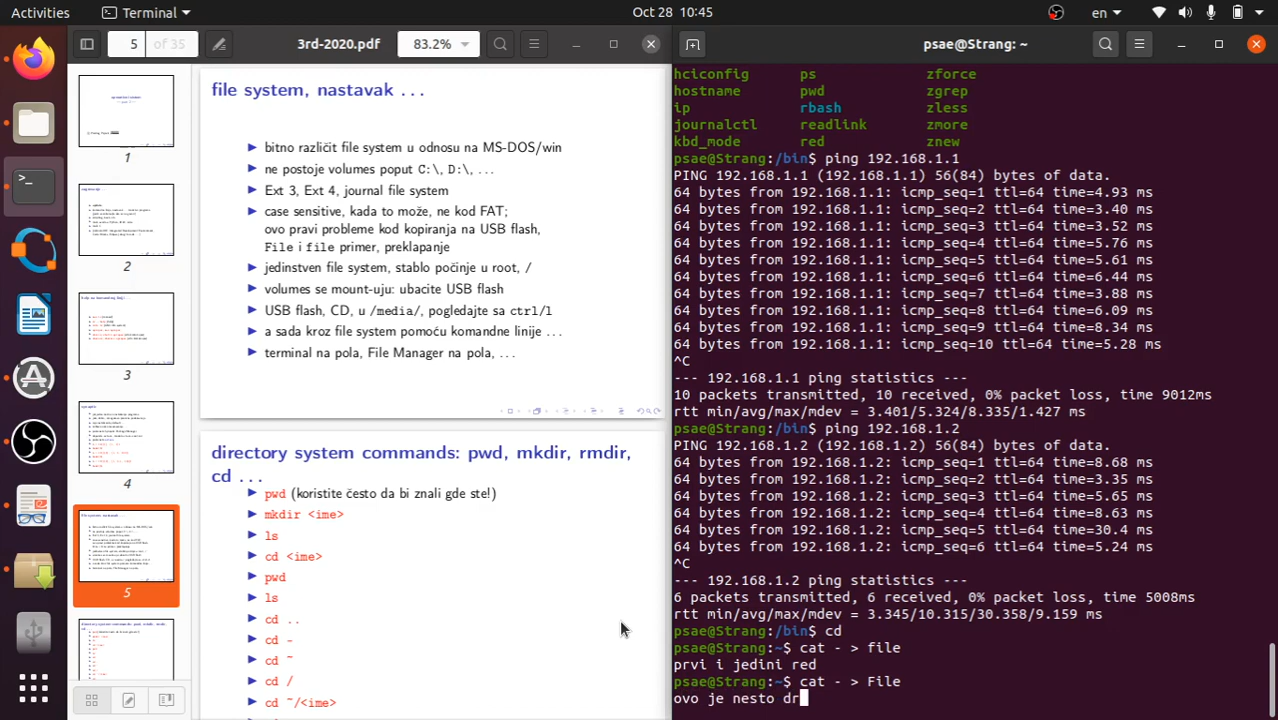 Activities
Terminal
Oct 28 10:45
en
5 of 35
3rd-2020.pdf
83.2%
psae@Strang: ~
1
2
3
4
5
file system, nastavak ...
bitno različit file system u odnosu na MS-DOS/win
ne postoje volumes poput C:\, D:\, ...
Ext 3, Ext 4, journal file system
case sensitive, kada to može, ne kod FAT;
ovo pravi probleme kod kopiranja na USB flash,
File i file primer, preklapanje
jedinstven file system, stablo počinje u root, /
volumes se mount-uju: ubacite USB flash
USB flash, CD, u /media/, pogledajte sa ctrl/l
a sada kroz file system pomoću komandne linije ...
terminal na pola, File Manager na pola, ...
directory system commands: pwd, mkdir, rmdir,
cd ...
pwd (koristite često da bi znali gde ste!)
mkdir <ime>
ls
cd <ime>
pwd
ls
cd ..
cd -
cd ~
cd /
cd ~/<ime>
hciconfig ps zforce
hostname pwd zgrep
ip rbash zless
journalctl readlink zmore
kbd_mode red znew
psae@Strang:/bin$ ping 192.168.1.1
PING 192.168.1.1 (192.168.1.1) 56(84) bytes of data.
64 bytes from 192.168.1.1: icmp_seq=1 ttl=64 time=4.93 ms
64 bytes from 192.168.1.1: icmp_seq=2 ttl=64 time=3.40 ms
64 bytes from 192.168.1.1: icmp_seq=3 ttl=64 time=3.52 ms
64 bytes from 192.168.1.1: icmp_seq=4 ttl=64 time=5.76 ms
64 bytes from 192.168.1.1: icmp_seq=5 ttl=64 time=5.61 ms
64 bytes from 192.168.1.1: icmp_seq=6 ttl=64 time=6.44 ms
64 bytes from 192.168.1.1: icmp_seq=7 ttl=64 time=3.88 ms
64 bytes from 192.168.1.1: icmp_seq=8 ttl=64 time=6.09 ms
64 bytes from 192.168.1.1: icmp_seq=9 ttl=64 time=8.34 ms
64 bytes from 192.168.1.1: icmp_seq=10 ttl=64 time=5.28 ms
^C
--- 192.168.1.1 ping statistics ---
10 packets transmitted, 10 received, 0% packet loss, time 9012ms
rtt min/avg/max/mdev = 3.401/5.324/8.335/1.427 ms
psae@Strang:/bin$ ping 192.168.1.2
PING 192.168.1.2 (192.168.1.2) 56(84) bytes of data.
64 bytes from 192.168.1.2: icmp_seq=1 ttl=64 time=8.68 ms
64 bytes from 192.168.1.2: icmp_seq=2 ttl=64 time=3.35 ms
64 bytes from 192.168.1.2: icmp_seq=3 ttl=64 time=5.65 ms
64 bytes from 192.168.1.2: icmp_seq=4 ttl=64 time=8.63 ms
64 bytes from 192.168.1.2: icmp_seq=5 ttl=64 time=30.4 ms
64 bytes from 192.168.1.2: icmp_seq=6 ttl=64 time=5.24 ms
^C
--- 192.168.1.2 ping statistics ---
6 packets transmitted, 6 received, 0% packet loss, time 5008ms
rtt min/avg/max/mdev = 3.345/10.315/30.358/9.159 ms
psae@Strang:/bin$ cd
psae@Strang:~$ cat - > file
prvi i jedini red
psae@Strang:~$ cat - > File
ovo je nesto dr